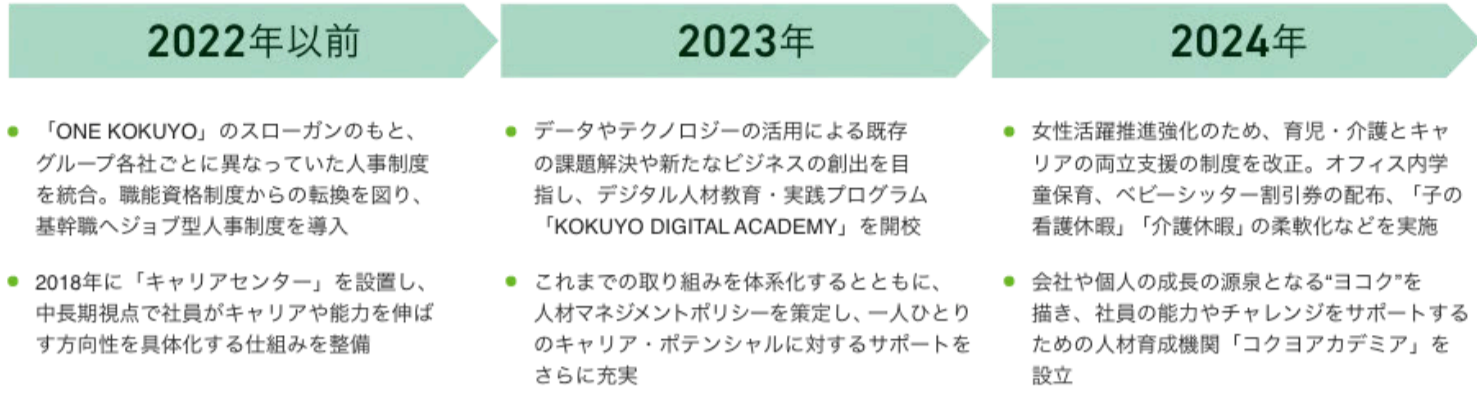 2022年以前
「ONE KOKUYO」のスローガンのもと、
グループ各社ごとに異なっていた人事制度
を統合。職能資格制度からの転換を図り、
基幹職へジョブ型人事制度を導入
2018年に「キャリアセンター」を設置し、
中長期視点で社員がキャリアや能力を伸ば
す方向性を具体化する仕組みを整備
2023年
データやテクノロジーの活用による既存
の課題解決や新たなビジネスの創出を目
指し、デジタル人材教育・実践プログラム
「KOKUYO DIGITAL ACADEMY」を開校
これまでの取り組みを体系化するとともに、
人材マネジメントポリシーを策定し、一人ひとり
のキャリア・ポテンシャルに対するサポートを
さらに充実
2024年
女性活躍推進強化のため、育児・介護とキャ
リアの両立支援の制度を改正。オフィス内学
童保育、ベビーシッター割引券の配布、「子の
看護休暇」「介護休暇」の柔軟化などを実施
会社や個人の成長の源泉となる“ヨコク”を
描き、社員の能力やチャレンジをサポートする
ための人材育成機関「コクヨアカデミア」を
設立